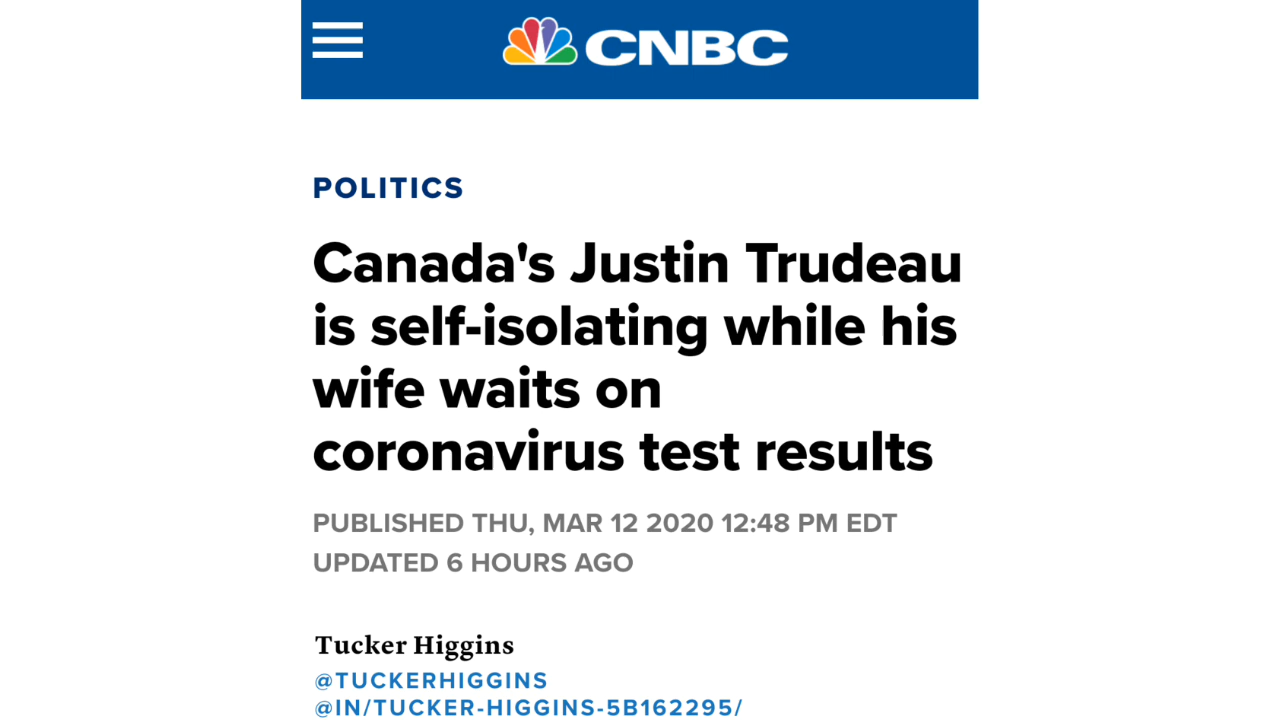 CNBC
POLITICS
Canada's Justin Trudeau
is self-isolating while his
wife waits on
coronavirus test results
PUBLISHED THU, MAR 12 2020 12:48 PM EDT
UPDATED 6 HOURS AGO
Tucker Higgins
@TUCKERHIGGINS
@IN/TUCKER-HIGGINS-5B162295/